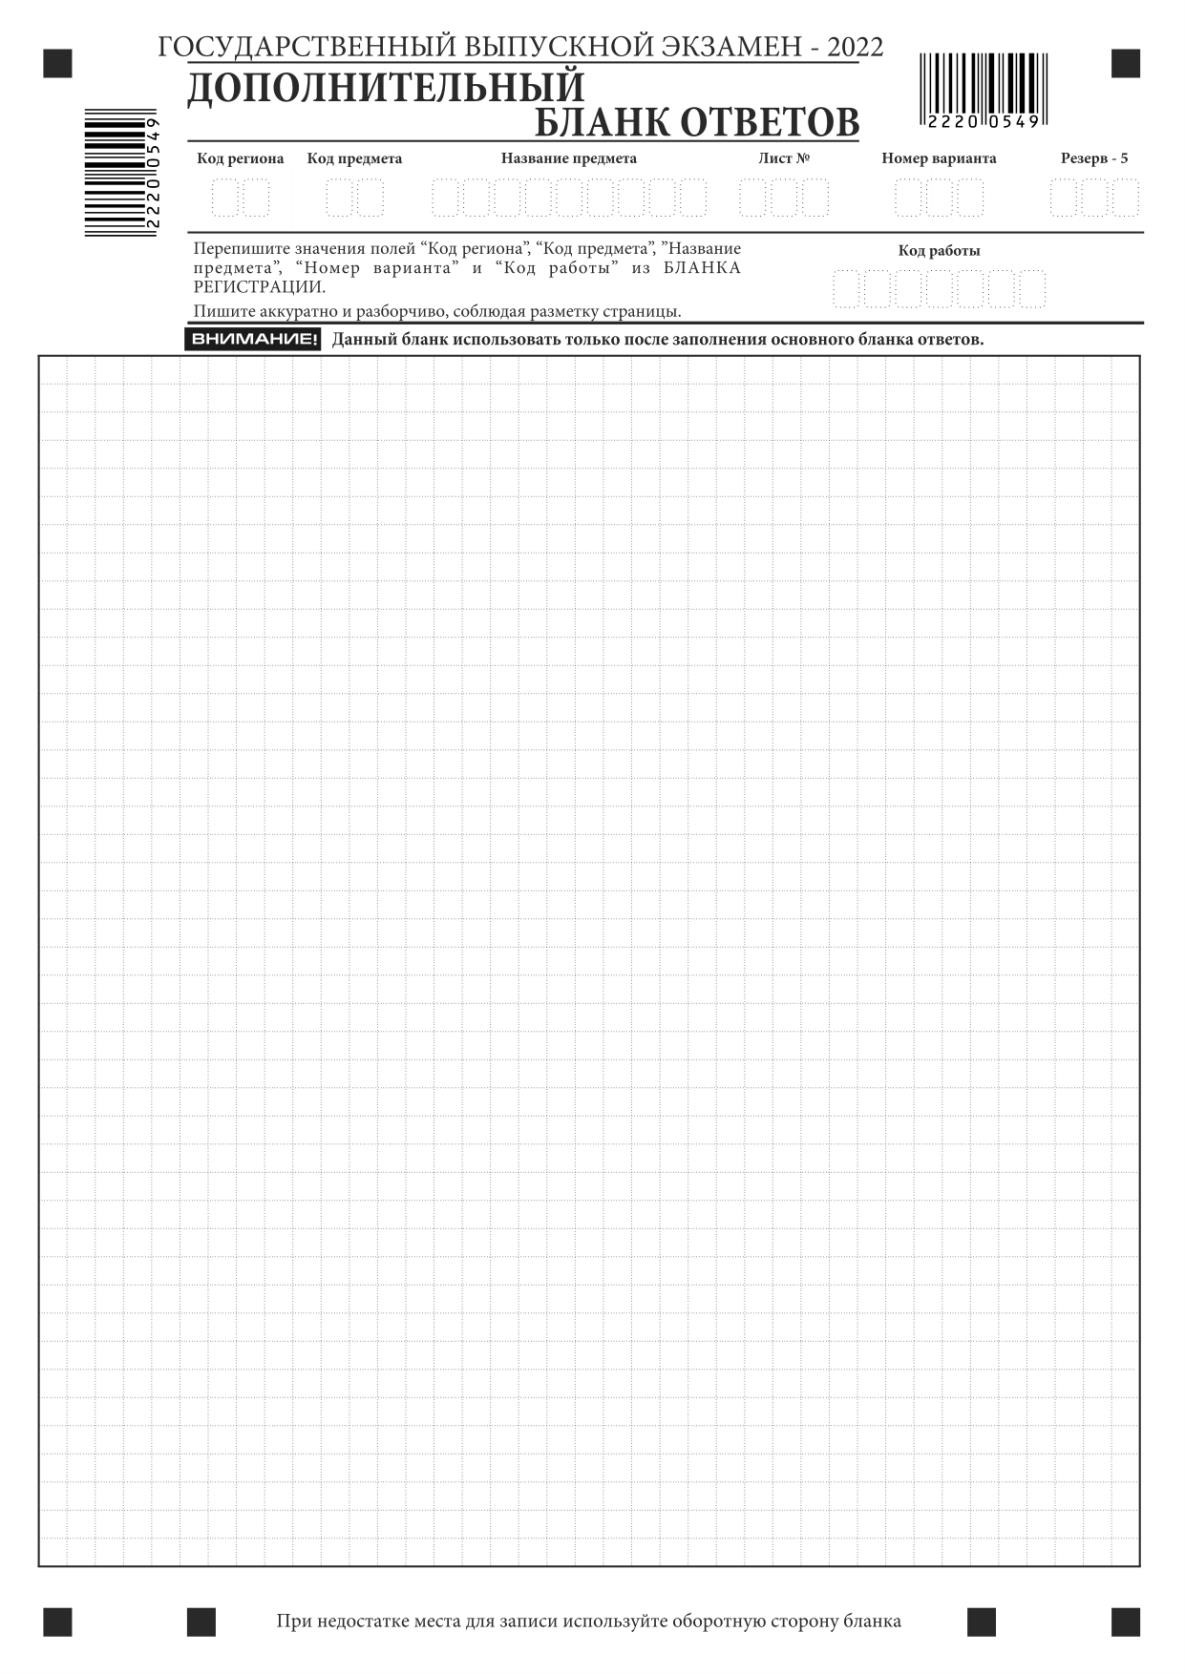 ГОСУДАРСТВЕННЫЙ ВЫПУСКНОЙ ЭКЗАМЕН - 2022
ДОПОЛНИТЕЛЬНЫЙ
БЛАНК ОТВЕТОВ
2220 0549
2220 0549
Код региона Код предмета Название предмета Лист № Номер варианта Резерв - 5
Перепишите значения полей “Код региона”, “Код предмета”, ”Название
предмета”, “Номер варианта” и “Код работы” из БЛАНКА
РЕГИСТРАЦИИ.
Пишите аккуратно и разборчиво, соблюдая разметку страницы.
Код работы
ВНИМАНИЕ! Данный бланк использовать только после заполнения основного бланка ответов.
При недостатке места для записи используйте оборотную сторону бланка